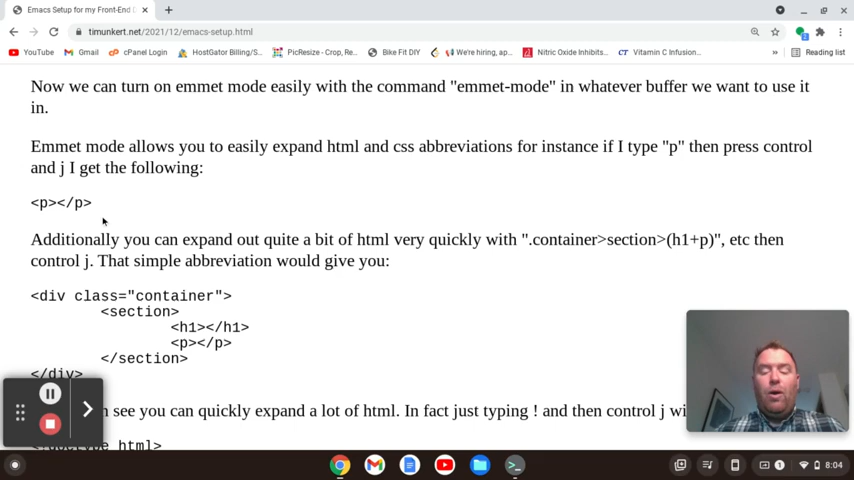 Emacs Setup for my Front-End D
timunkert.net/2021/12/emacs-setup.html
YouTube
Gmail
cPanel Login
HostGator Billing/S...
PicResize - Crop, Re...
Bike Fit DIY
We're hiring, ap...
Nitric Oxide Inhibits...
CT
Vitamin C Infusion...
»
Reading list
Now we can turn on emmet mode easily with the command "emmet-mode" in whatever buffer we want to use it
in.
Emmet mode allows you to easily expand html and css abbreviations for instance if I type "p" then press control
and j I get the following:
<p></p>
Additionally you can expand out quite a bit of html very quickly with ".container>section>(h1+p)", etc then
control j. That simple abbreviation would give you:
<div class="container">
<section>
<h1></h1>
<p></p>
</section>
</div>
see you can quickly expand a lot of html. In fact just typing ! and then control j wi
html>
1
8:04